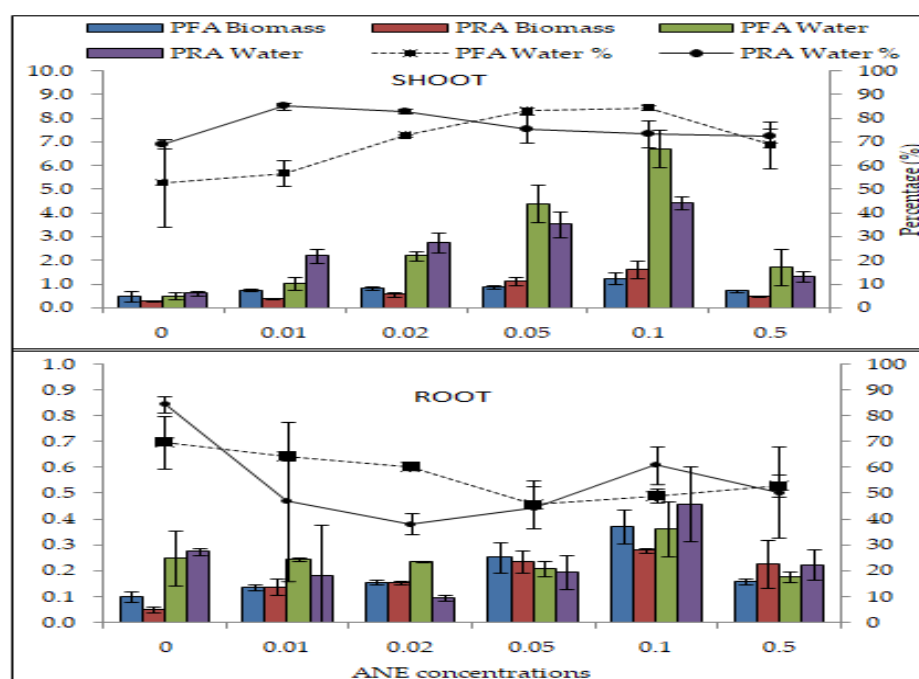 PFA Biomass PRA Biomass PFA Water
PRA Water PFA Water % PRA Water %
SHOOT
10.0 100
9.0 90
8.0 80
7.0 70
6.0 60
5.0 50
4.0 40
3.0 30
2.0 20
1.0 10
0.0 0
Percentage (%)
0 0.01 0.02 0.05 0.1 0.5
ROOT
1.0 100
0.9
0.8 80
0.7
0.6 60
0.5
0.4 40
0.3
0.2 20
0.1
0.0 0
0 0.01 0.02 0.05 0.1 0.5
ANE concentrations